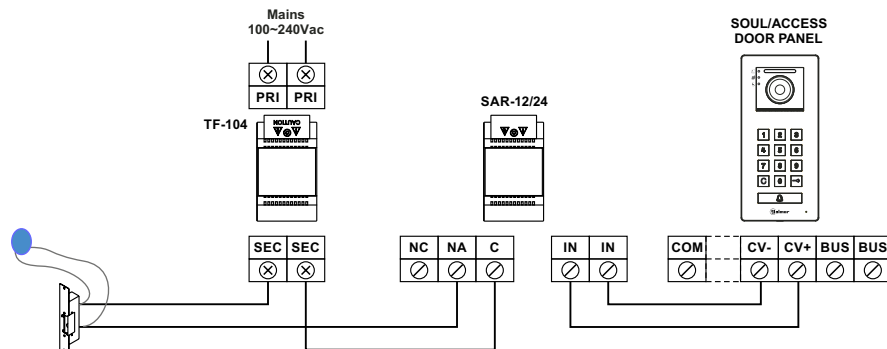 Mains
100~240Vac
SOUL/ACCESS
DOOR PANEL
PRI PRI
SAR-12/24
TF-104
CAUTION
1 2 3
4 5 6
7 8 9
C 0
SEC SEC
NC NA C
IN IN
COM CV- CV+ BUS BUS